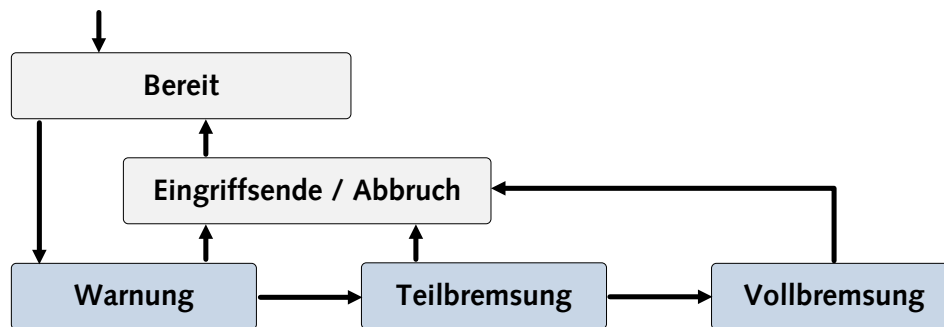 Bereit
Eingriffsende / Abbruch
Warnung
Teilbremsung
Vollbremsung